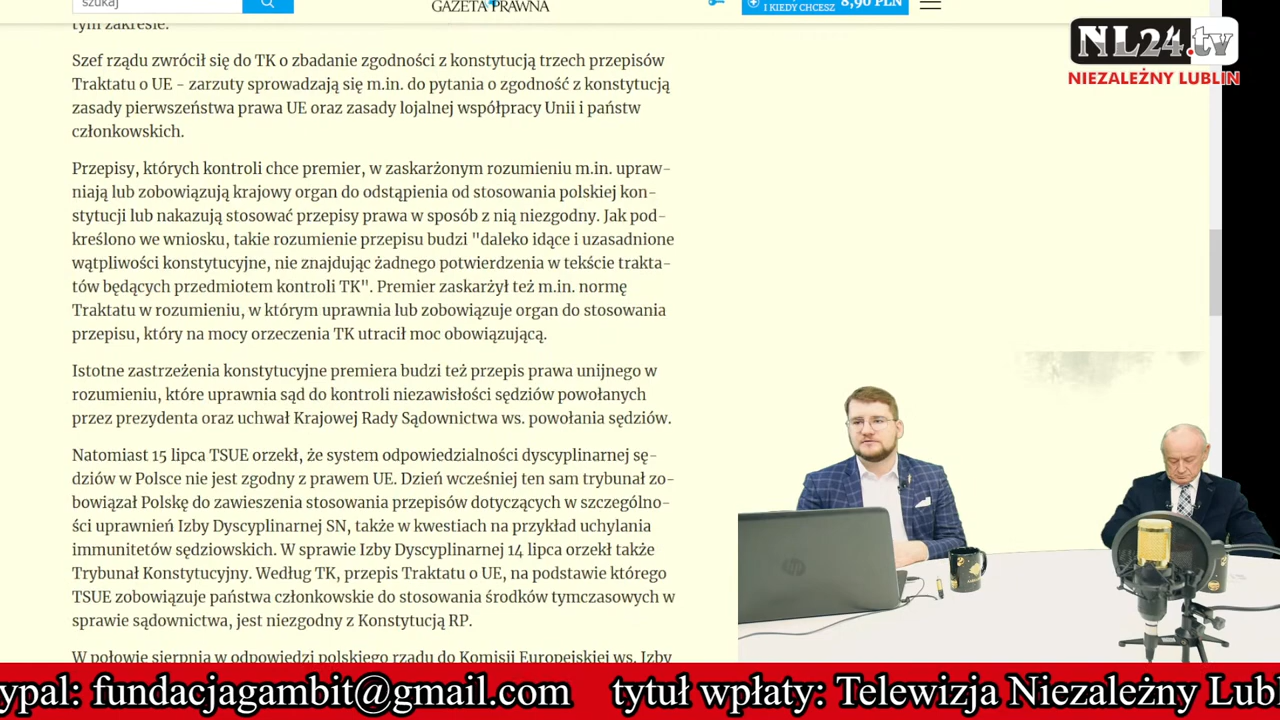 szukaj
GAZETA PRAWNA
I KIEDY CHCESZ 8,90 PLN
tym zakresie.
NL24.tv
NIEZALEŻNY LUBLIN
Szef rządu zwrócił się do TK o zbadanie zgodności z konstytucją trzech przepisów
Traktatu o UE - zarzuty sprowadzają się m.in. do pytania o zgodność z konstytucją
zasady pierwszeństwa prawa UE oraz zasady lojalnej współpracy Unii i państw
członkowskich.
Przepisy, których kontroli chce premier, w zaskarżonym rozumieniu m.in. upraw-
niają lub zobowiązują krajowy organ do odstąpienia od stosowania polskiej kon-
stytucji lub nakazują stosować przepisy prawa w sposób z nią niezgodny. Jak pod-
kreślono we wniosku, takie rozumienie przepisu budzi "daleko idące i uzasadnione
wątpliwości konstytucyjne, nie znajdując żadnego potwierdzenia w tekście trakta-
tów będących przedmiotem kontroli TK". Premier zaskarżył też m.in. normę
Traktatu w rozumieniu, w którym uprawnia lub zobowiązuje organ do stosowania
przepisu, który na mocy orzeczenia TK utracił moc obowiązującą.
Istotne zastrzeżenia konstytucyjne premiera budzi też przepis prawa unijnego w
rozumieniu, które uprawnia sąd do kontroli niezawisłości sędziów powołanych
przez prezydenta oraz uchwał Krajowej Rady Sądownictwa ws. powołania sędziów.
Natomiast 15 lipca TSUE orzekł, że system odpowiedzialności dyscyplinarnej sę-
dziów w Polsce nie jest zgodny z prawem UE. Dzień wcześniej ten sam trybunał zo-
bowiązał Polskę do zawieszenia stosowania przepisów dotyczących w szczególno-
ści uprawnień Izby Dyscyplinarnej SN, także w kwestiach na przykład uchylania
immunitetów sędziowskich. W sprawie Izby Dyscyplinarnej 14 lipca orzekł także
Trybunał Konstytucyjny. Według TK, przepis Traktatu o UE, na podstawie którego
TSUE zobowiązuje państwa członkowskie do stosowania środków tymczasowych w
sprawie sądownictwa, jest niezgodny z Konstytucją RP.
W połowie sierpnia w odpowiedzi polskiego rządu do Komisji Europejskiej ws. Izby
ypal: fundacjagambit@gmail.com tytuł wpłaty: Telewizja Niezależny Lubl